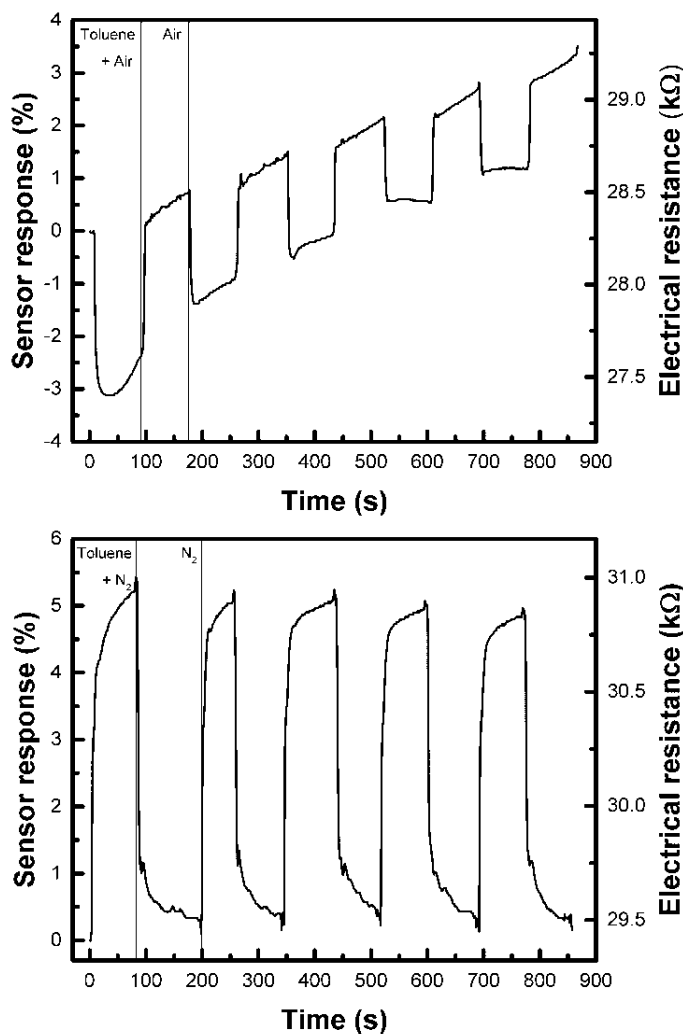 Toluene
+ Air
Air
4
3
2
1
0
-1
-2
-3
-4
Sensor response (%)
29.0
28.5
28.0
27.5
Electrical resistance (kΩ)
0 100 200 300 400 500 600 700 800 900
Time (s)
Toluene
+ N₂
N₂
6
5
4
3
2
1
0
Sensor response (%)
31.0
30.5
30.0
29.5
Electrical resistance (kΩ)
0 100 200 300 400 500 600 700 800 900
Time (s)